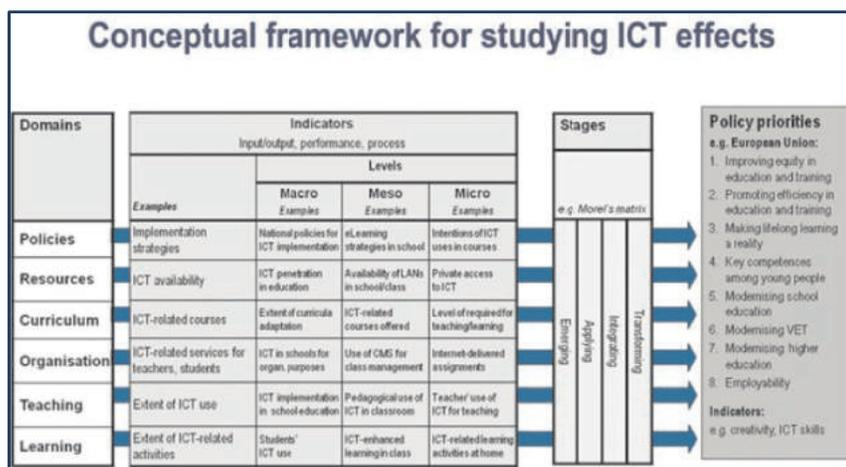 Conceptual framework for studying ICT effects
Domains
Indicators
Input/output, performance, process
Levels
Examples
Macro
Examples
Meso
Examples
Micro
Examples
Stages
e.g. Morel's matrix
Policies
Implementation
strategies
National policies for
ICT implementation
eLearning
strategies in school
Intentions of ICT
uses in courses
Resources
ICT availability
ICT penetration
in education
Availability of LANs
in school/class
Private access
to ICT
Curriculum
ICT-related courses
Extent of curricula
adaptation
ICT-related
courses offered
Level of required for
teaching/learning
Organisation
ICT-related services for
teachers, students
ICT in schools for
organ. purposes
Use of CMS for
class management
Internet-delivered
assignments
Teaching
Extent of ICT use
ICT implementation
in school education
Pedagogical use of
ICT in classroom
Teacher' use of
ICT for teaching
Learning
Extent of ICT-related
activities
Students'
ICT use
ICT-enhanced
learning in class
ICT-related learning
activities at home
Emerging
Applying
Integrating
Transforming
Policy priorities
e.g. European Union:
1. Improving equity in
education and training
2. Promoting efficiency in
education and training
3. Making lifelong learning
a reality
4. Key competences
among young people
5. Modernising school
education
6. Modernising VET
7. Modernising higher
education
8. Employability
Indicators:
e.g. creativity, ICT skills